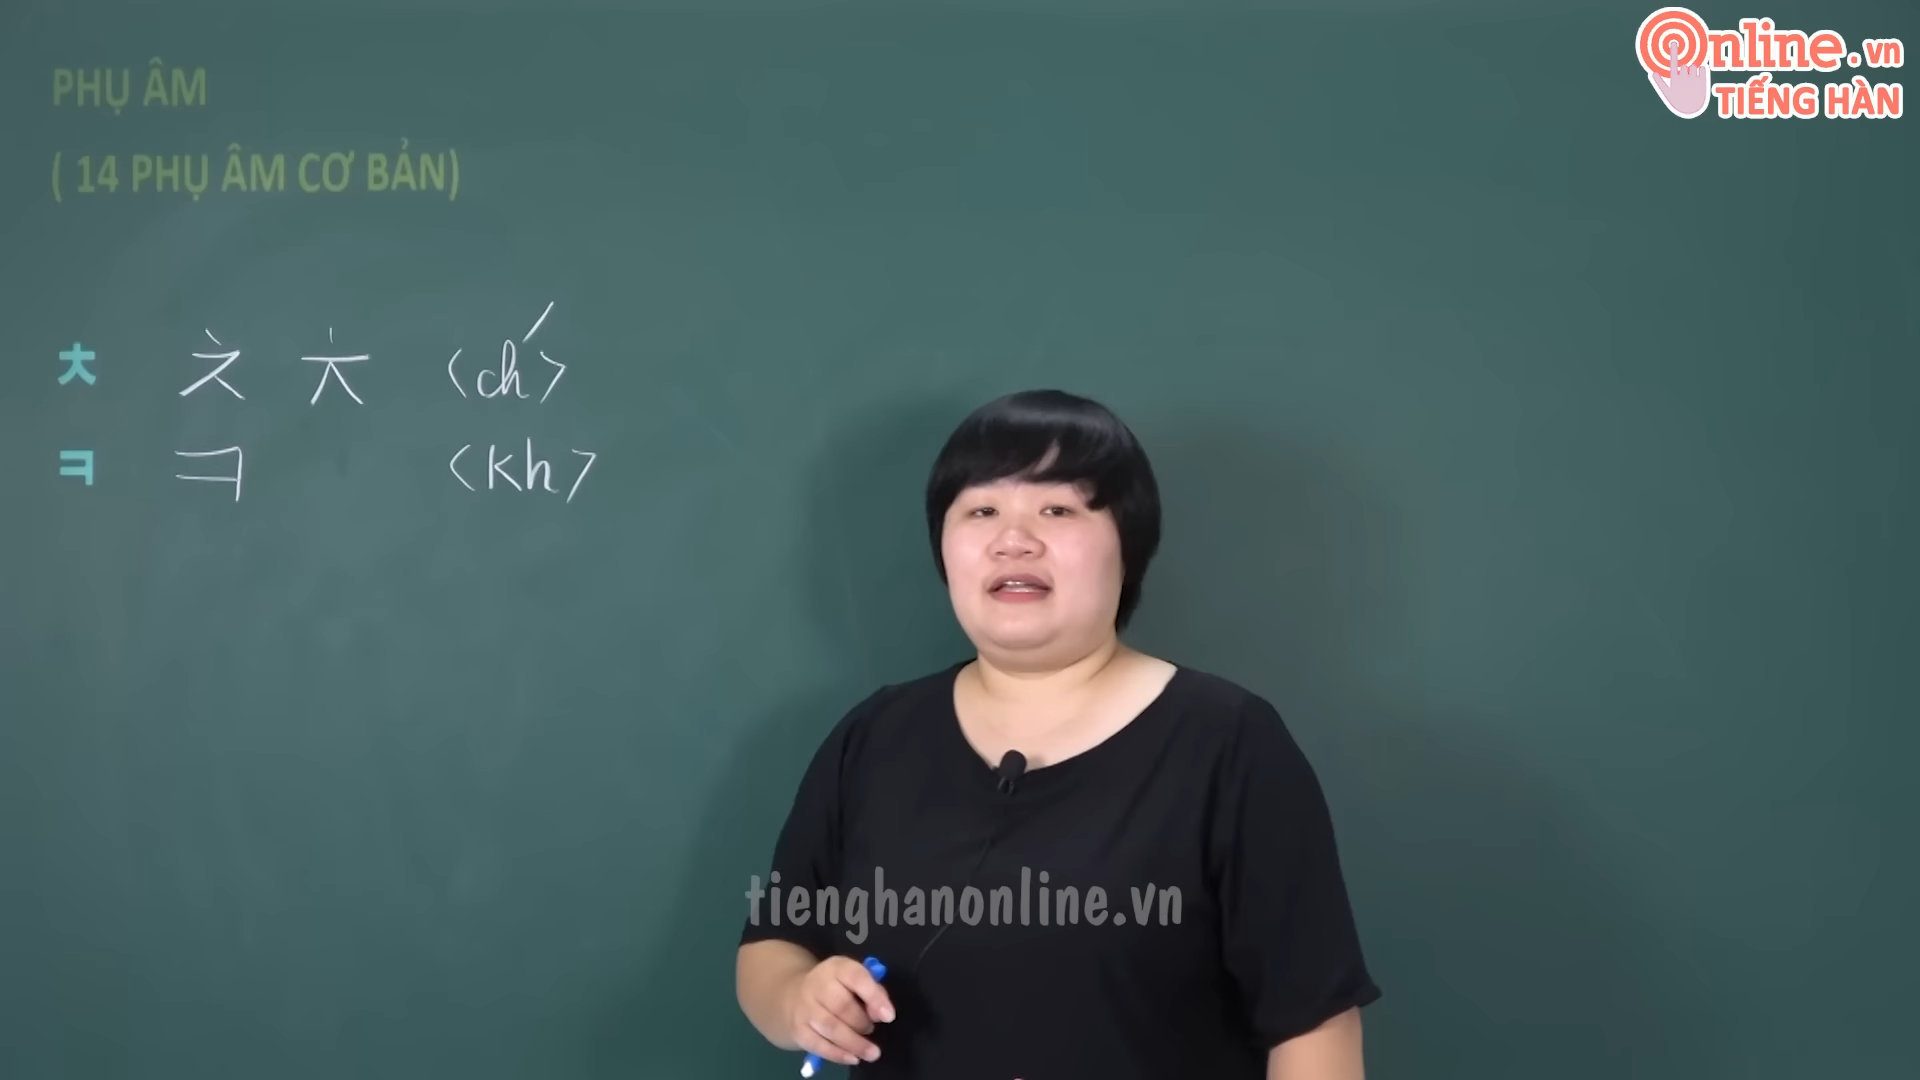 PHỤ ÂM
( 14 PHỤ ÂM CƠ BẢN)
ㅊ ㅊ ㅊ <ch́>
ㅋ ㅋ <kh>
Online.vn
TIẾNG HÀN
tienghanonline.vn